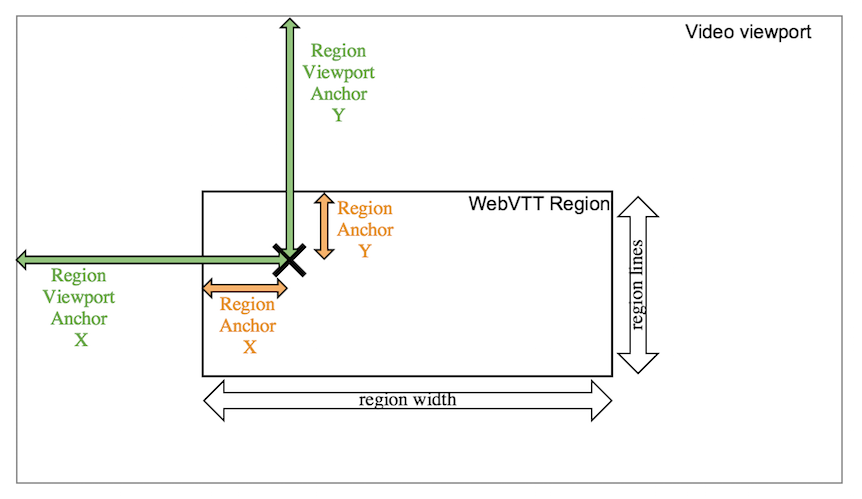 Video viewport
Region
Viewport
Anchor
Y
WebVTT Region
Region
Anchor
Y
Region
Viewport
Anchor
X
Region
Anchor
X
region lines
region width